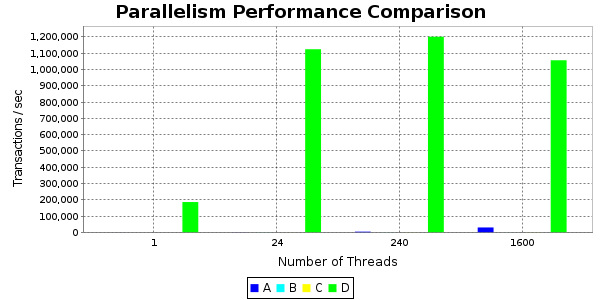 Parallelism Performance Comparison
Transactions / sec
1,200,000
1,100,000
1,000,000
900,000
800,000
700,000
600,000
500,000
400,000
300,000
200,000
100,000
0
1 24 240 1600
Number of Threads
A B C D